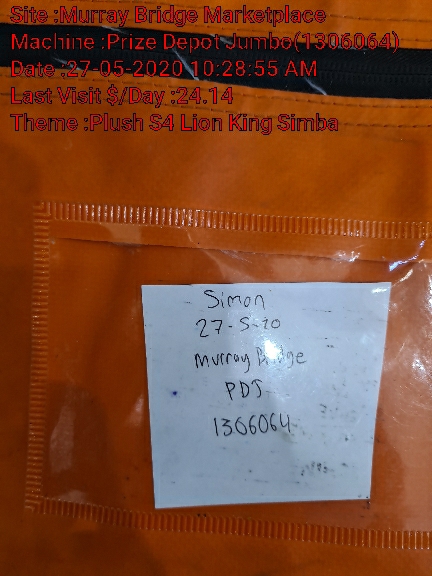 Site :Murray Bridge Marketplace
Machine :Prize Depot Jumbo(1306064)
Date :27-05-2020 10:28:55 AM
Last Visit $/Day :24.14
Theme :Plush S4 Lion King Simba
Simon
27-5-20
Murray Bridge
PDJ
1306064